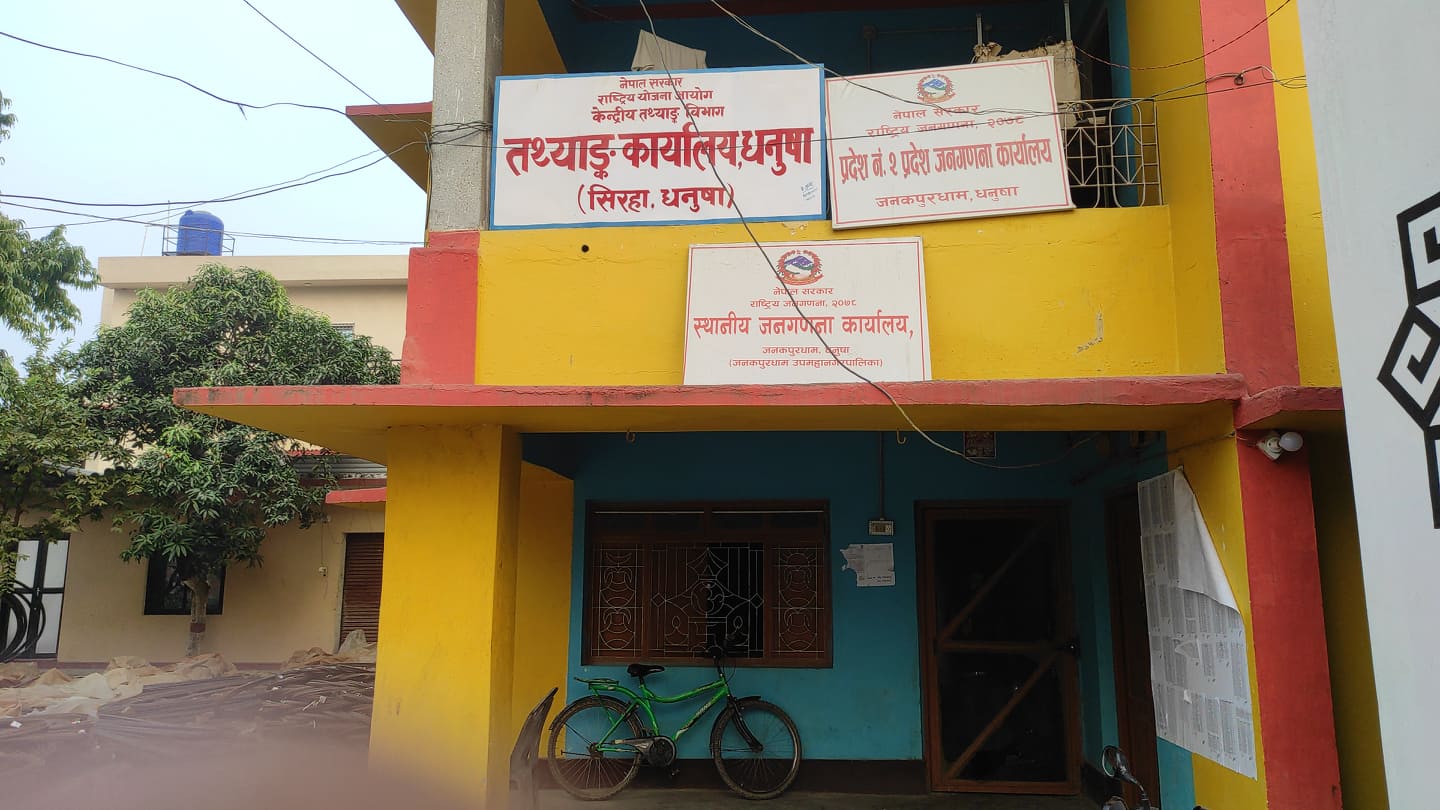 नेपाल सरकार
राष्ट्रिय योजना आयोग
केन्द्रीय तथ्याङ्क विभाग
तथ्याङ्क कार्यालय, धनुषा
(सिरहा, धनुषा)
नेपाल सरकार
राष्ट्रिय जनगणना, २०७८
प्रदेश नं. २ प्रदेश जनगणना कार्यालय
जनकपुरधाम, धनुषा
नेपाल सरकार
राष्ट्रिय जनगणना, २०७८
स्थानीय जनगणना कार्यालय,
जनकपुरधाम, धनुषा
(जनकपुरधाम उपमहानगरपालिका)